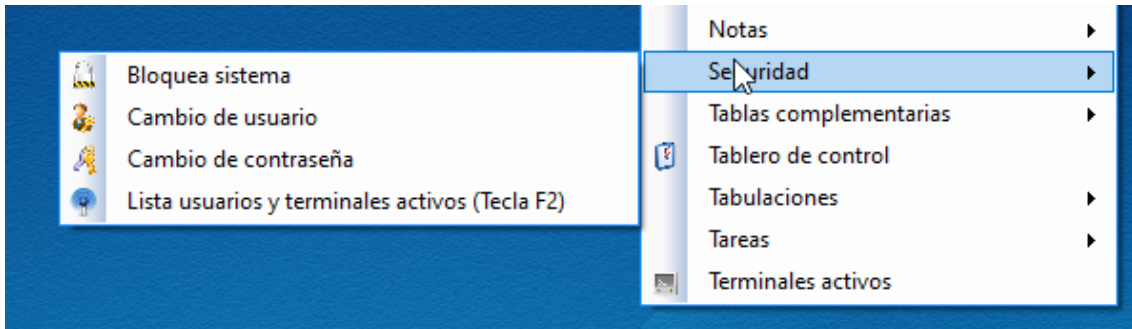 Notas
Seguridad
Tablas complementarias
Tablero de control
Tabulaciones
Tareas
Terminales activos
Bloquea sistema
Cambio de usuario
Cambio de contraseña
Lista usuarios y terminales activos (Tecla F2)